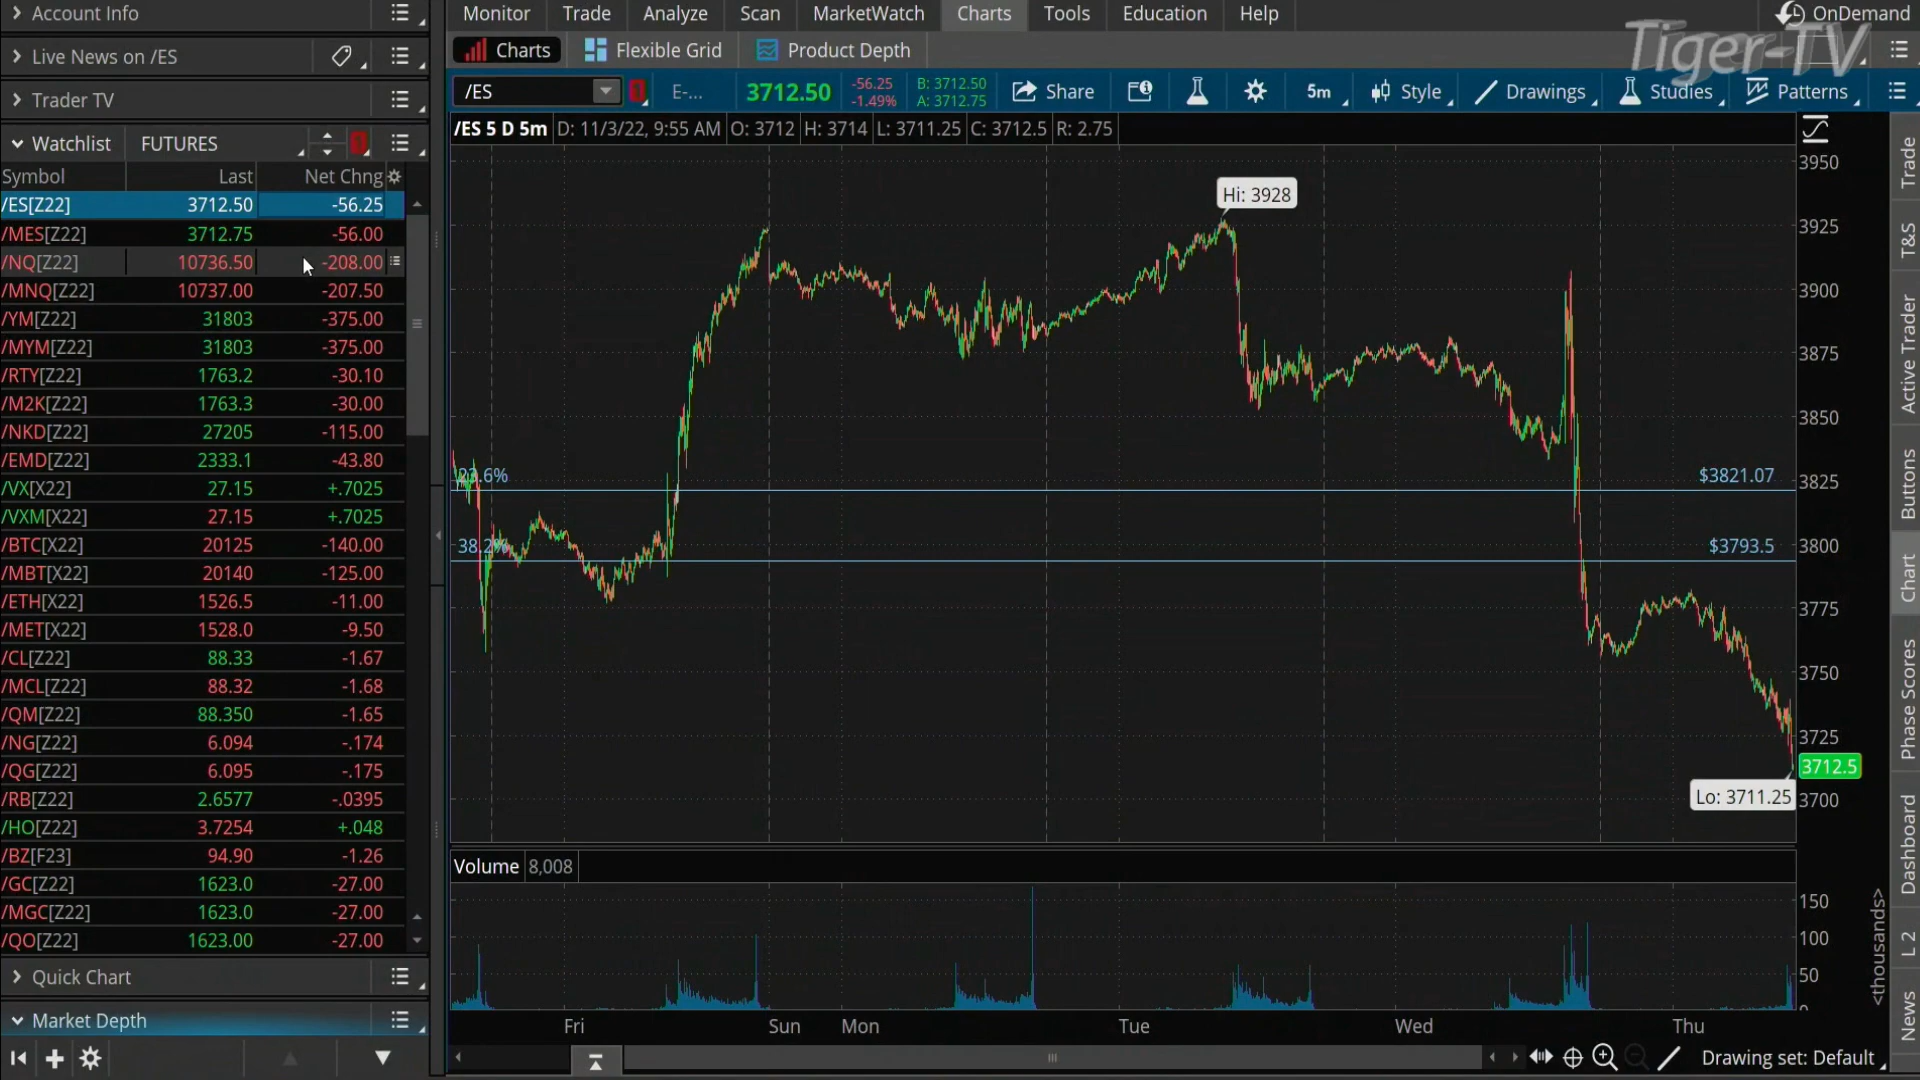 Account Info
Monitor Trade Analyze Scan MarketWatch Charts Tools Education Help
OnDemand
Tiger-TV
Live News on /ES
Charts Flexible Grid Product Depth
Trader TV
/ES 1 E-... 3712.50 -56.25 -1.49% B: 3712.50 A: 3712.75 Share 5m Style Drawings Studies Patterns
Watchlist FUTURES 1
/ES 5 D 5m D: 11/3/22, 9:55 AM O: 3712 H: 3714 L: 3711.25 C: 3712.5 R: 2.75
Symbol Last Net Chng
/ES[Z22] 3712.50 -56.25
/MES[Z22] 3712.75 -56.00
/NQ[Z22] 10736.50 -208.00
/MNQ[Z22] 10737.00 -207.50
/YM[Z22] 31803 -375.00
/MYM[Z22] 31803 -375.00
/RTY[Z22] 1763.2 -30.10
/M2K[Z22] 1763.3 -30.00
/NKD[Z22] 27205 -115.00
/EMD[Z22] 2333.1 -43.80
/VX[X22] 27.15 +.7025
/VXM[X22] 27.15 +.7025
/BTC[X22] 20125 -140.00
/MBT[X22] 20140 -125.00
/ETH[X22] 1526.5 -11.00
/MET[X22] 1528.0 -9.50
/CL[Z22] 88.33 -1.67
/MCL[Z22] 88.32 -1.68
/QM[Z22] 88.350 -1.65
/NG[Z22] 6.094 -.174
/QG[Z22] 6.095 -.175
/RB[Z22] 2.6577 -.0395
/HO[Z22] 3.7254 +.048
/BZ[F23] 94.90 -1.26
/GC[Z22] 1623.0 -27.00
/MGC[Z22] 1623.0 -27.00
/QO[Z22] 1623.00 -27.00
Quick Chart
Market Depth
Hi: 3928
23.6% $3821.07
38.2% $3793.5
Lo: 3711.25
3950
3925
3900
3875
3850
3825
3800
3775
3750
3725
3712.5
3700
Volume 8,008
150
100
50
0
<thousands>
Fri Sun Mon Tue Wed Thu
Drawing set: Default
Trade
T&S
Active Trader
Buttons
Chart
Phase Scores
Dashboard
L 2
News